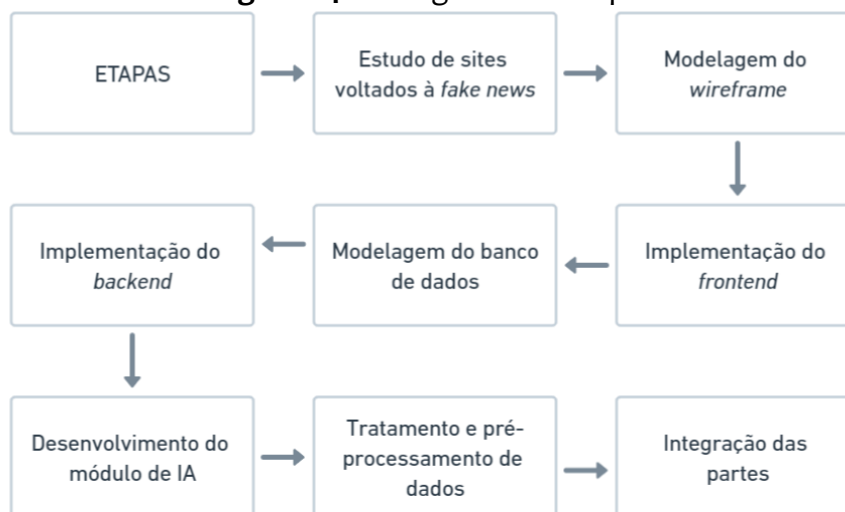 ETAPAS
Estudo de sites
voltados à fake news
Modelagem do
wireframe
Implementação do
frontend
Modelagem do banco
de dados
Implementação do
backend
Desenvolvimento do
módulo de IA
Tratamento e pré-
processamento de
dados
Integração das
partes